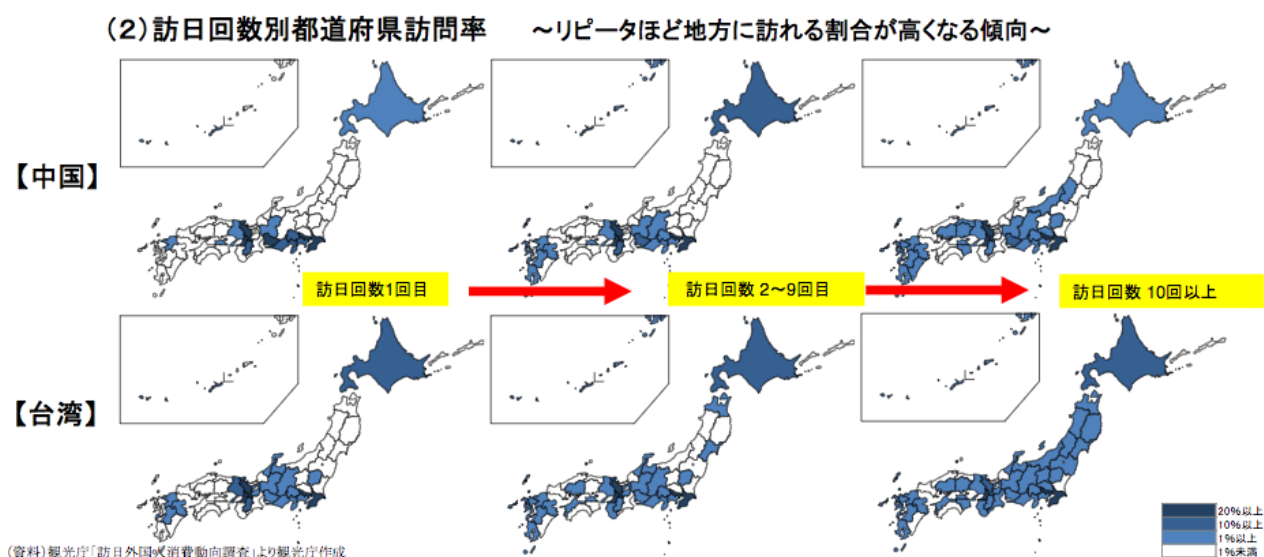 (2)訪日回数別都道府県訪問率 ~リピータほど地方に訪れる割合が高くなる傾向~
【中国】
訪日回数1回目
訪日回数 2~9回目
訪日回数 10回以上
【台湾】
20%以上
10%以上
1%以上
1%未満
(資料)観光庁「訪日外国人消費動向調査」より観光庁作成